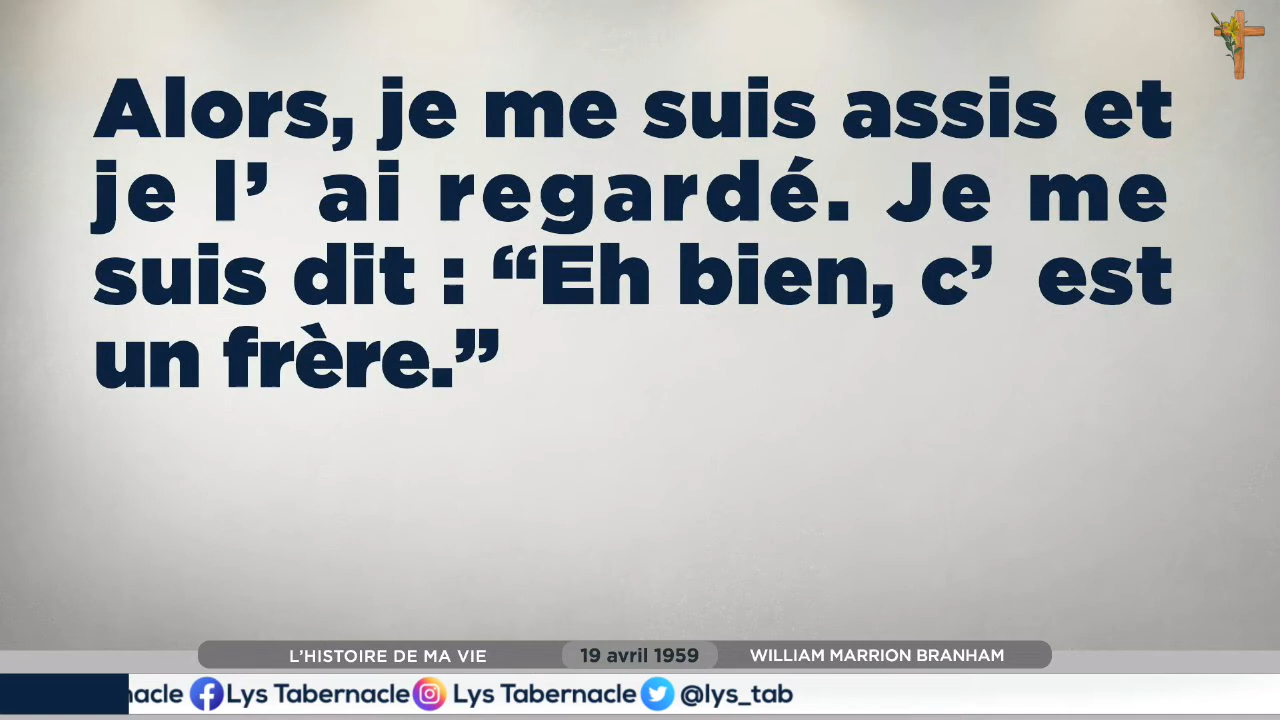 Alors, je me suis assis et
je l’ ai regardé. Je me
suis dit : “Eh bien, c’ est
un frère.”
L’HISTOIRE DE MA VIE 19 avril 1959 WILLIAM MARRION BRANHAM
nacle Lys Tabernacle Lys Tabernacle @lys_tab